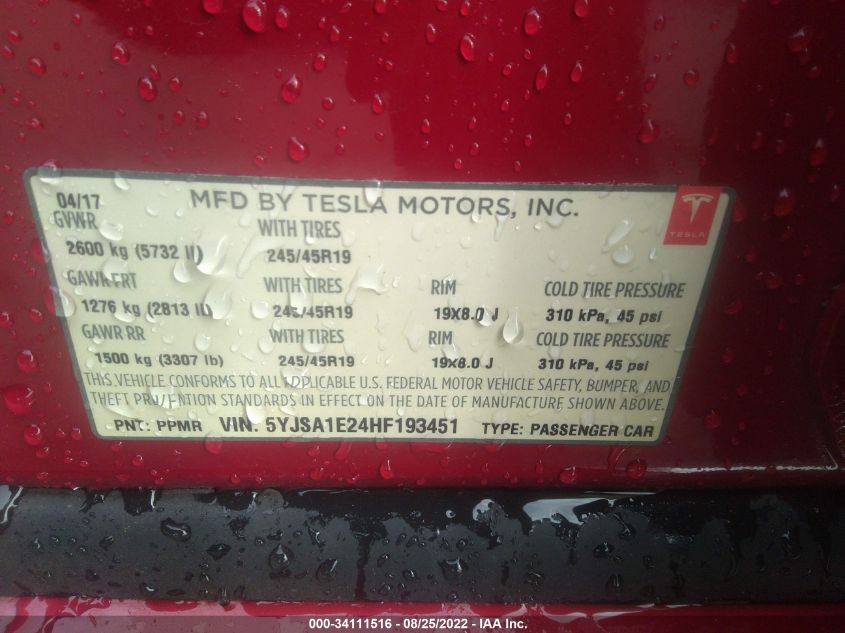 04/17 MFD BY TESLA MOTORS, INC.
GVWR WITH TIRES
TESLA
2600 kg (5732 lb) 245/45R19
GAWR FRT WITH TIRES RIM COLD TIRE PRESSURE
1276 kg (2813 lb) 245/45R19 19X8.0 J 310 kPa, 45 psi
GAWR RR WITH TIRES RIM COLD TIRE PRESSURE
1500 kg (3307 lb) 245/45R19 19X8.0 J 310 kPa, 45 psi
THIS VEHICLE CONFORMS TO ALL APPLICABLE U.S. FEDERAL MOTOR VEHICLE SAFETY, BUMPER, AND
THEFT PREVENTION STANDARDS IN EFFECT ON THE DATE OF MANUFACTURE SHOWN ABOVE.
PNT: PPMR VIN: 5YJSA1E24HF193451 TYPE: PASSENGER CAR
000-34111516 - 08/25/2022 - IAA Inc.